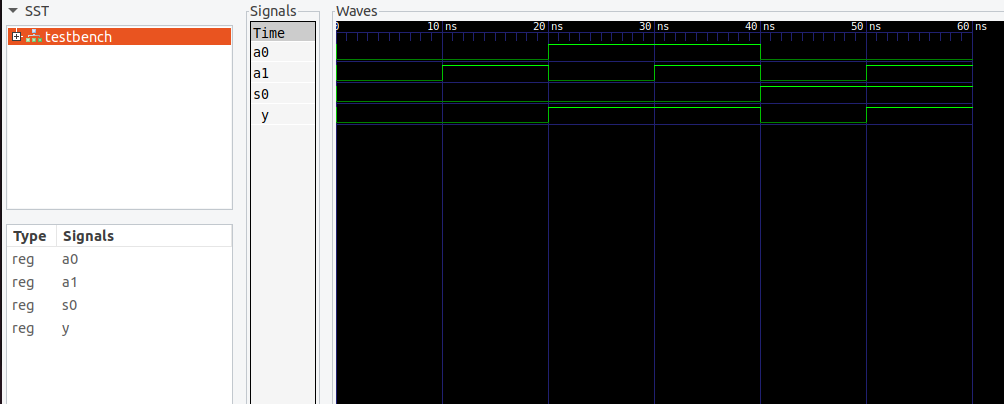 SST
testbench
Type Signals
reg a0
reg a1
reg s0
reg y
Signals
Time
a0
a1
s0
y
Waves
0 10 ns 20 ns 30 ns 40 ns 50 ns 60 ns